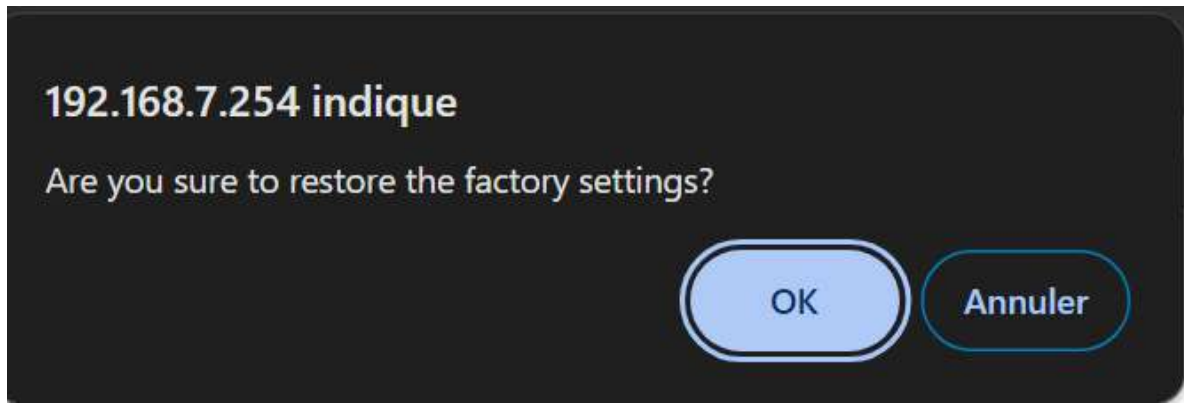 192.168.7.254 indique
Are you sure to restore the factory settings?
OK Annuler